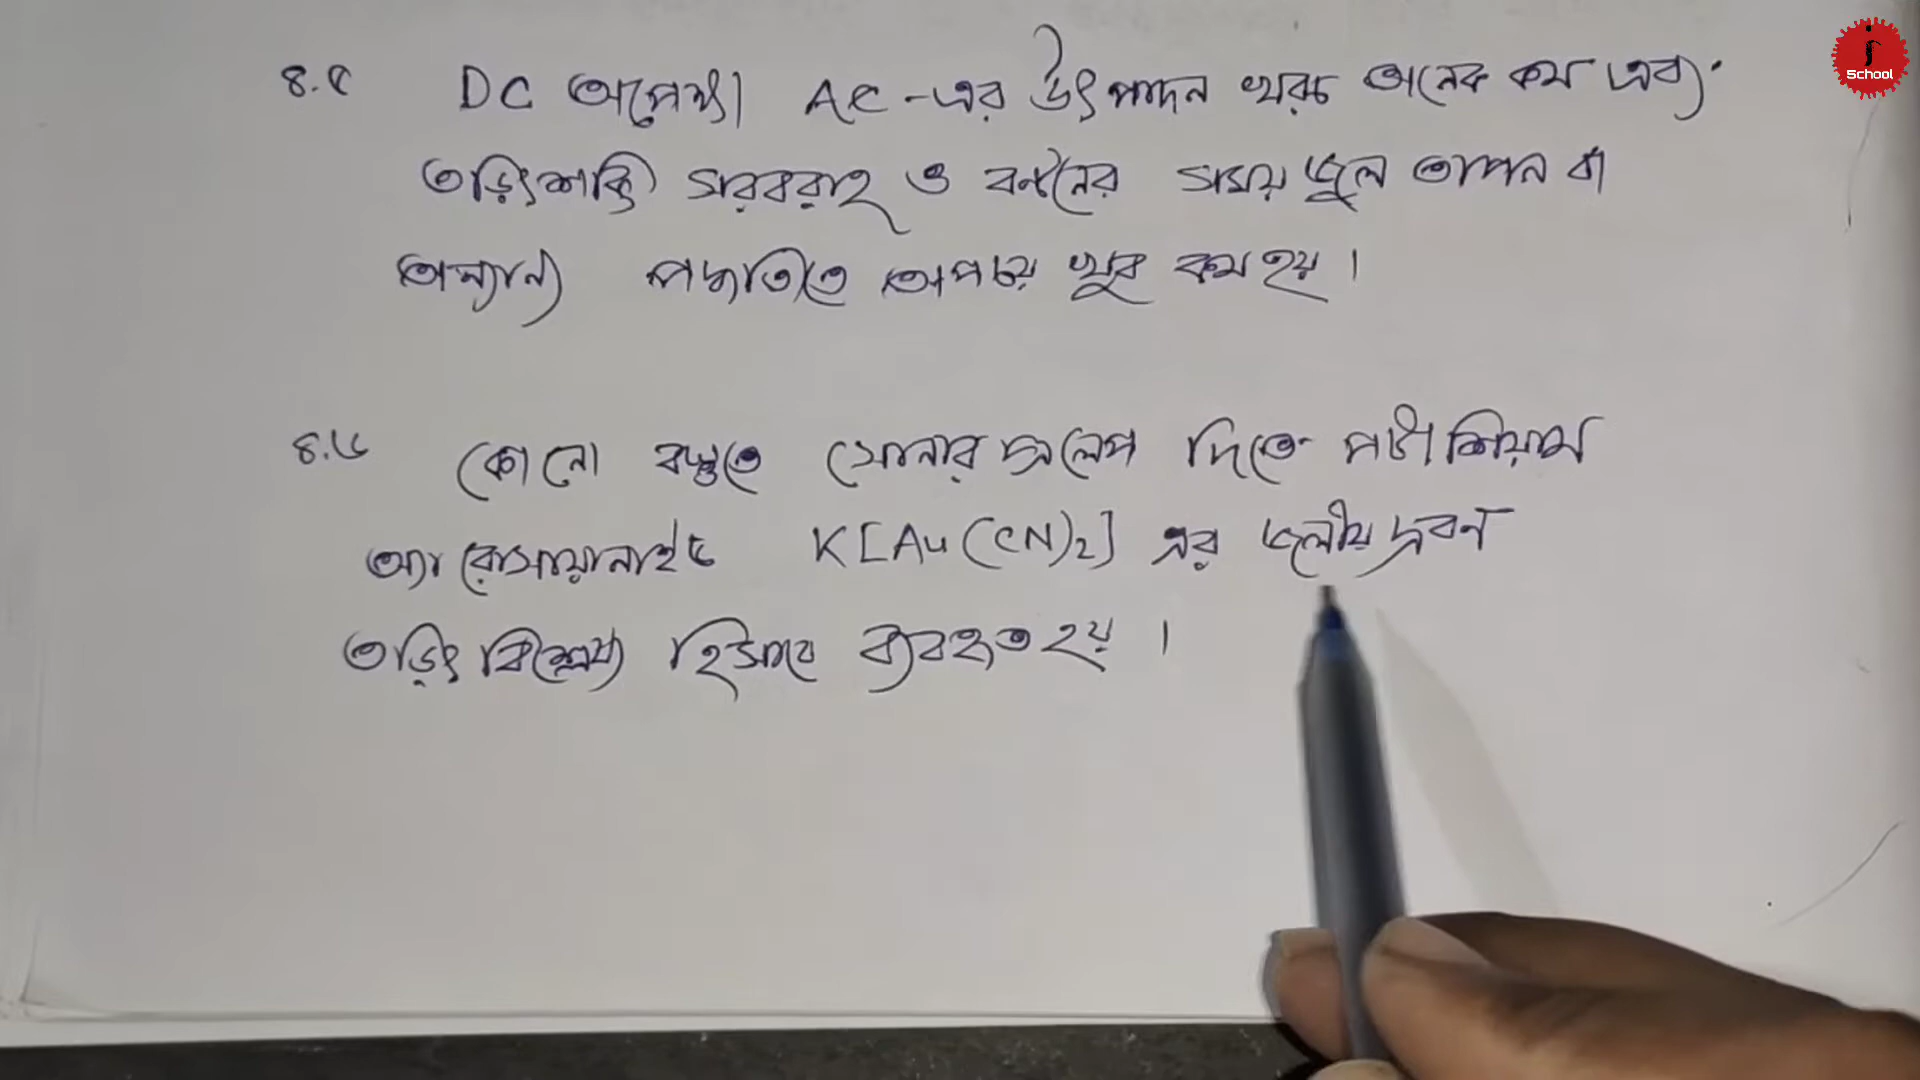 ৪.৫ DC অপেক্ষা AC-এর উৎপাদন খরচ অনেক কম এবং
তড়িৎশক্তি সরবরাহ ও বণ্টনের সময় জুল তাপন বা
অন্যান্য পদ্ধতিতে অপচয় খুব কম হয়।
৪.৬ কোনো বস্তুতে সোনার প্রলেপ দিতে পটাশিয়াম
অ্যারোসায়ানাইড K[Au(CN)2] এর জলীয় দ্রবণ
তড়িৎ বিশ্লেষ্য হিসাবে ব্যবহৃত হয়।
School